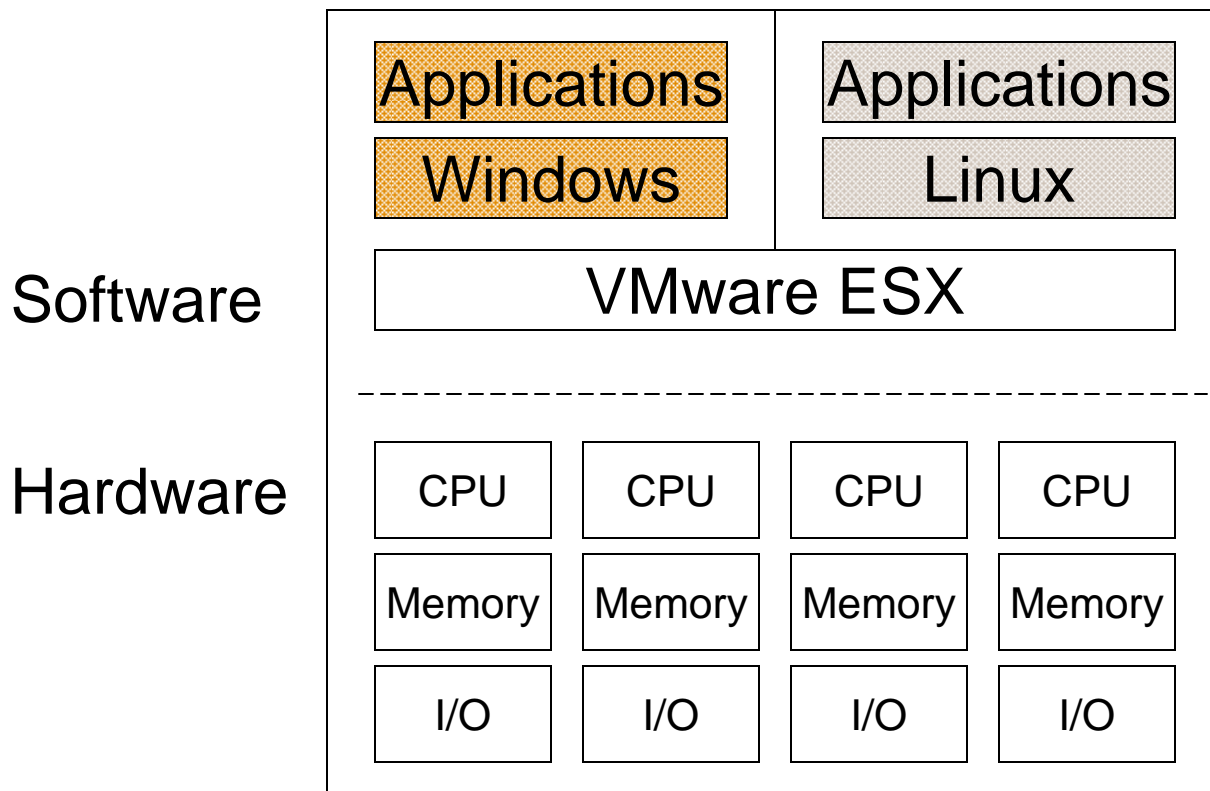 Applications Applications
Windows Linux
Software
VMware ESX
Hardware
CPU CPU CPU CPU
Memory Memory Memory Memory
I/O I/O I/O I/O